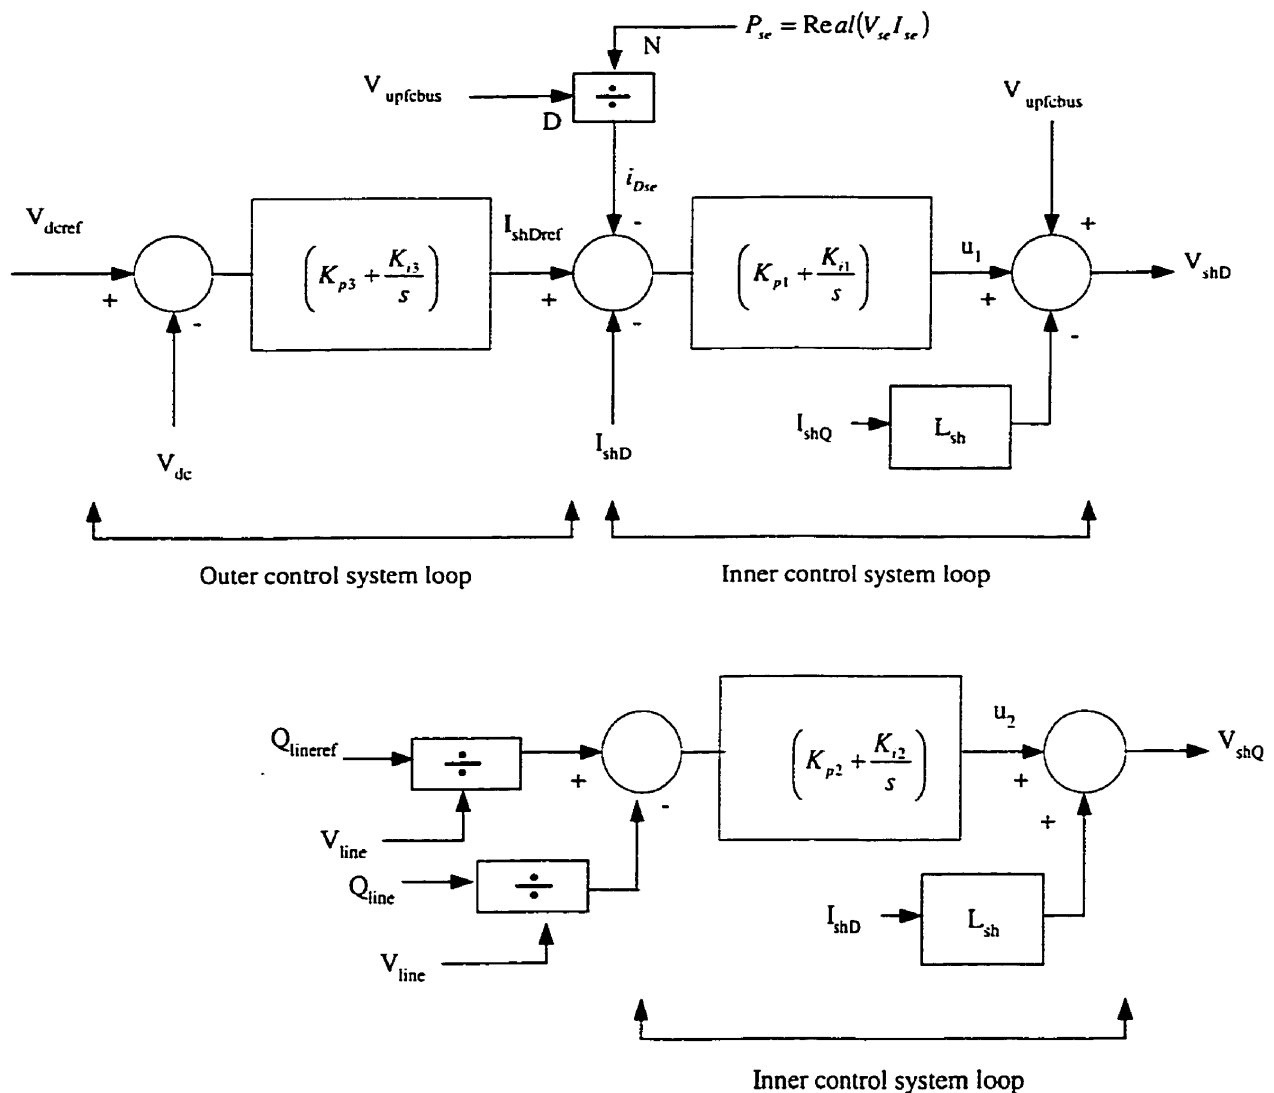 P_se = Real(V_se I_se)
N
V_upfcbus
÷
D
V_upfcbus
i_Dse
-
+
V_dcref
I_shDref
(K_p3 + K_i3/s)
(K_p1 + K_i1/s)
u_1
V_shD
+
-
+
-
+
-
V_dc
I_shD
I_shQ
L_sh
Outer control system loop
Inner control system loop
Q_lineref
÷
+
-
(K_p2 + K_i2/s)
u_2
+
V_shQ
V_line
+
Q_line
÷
V_line
I_shD
L_sh
Inner control system loop